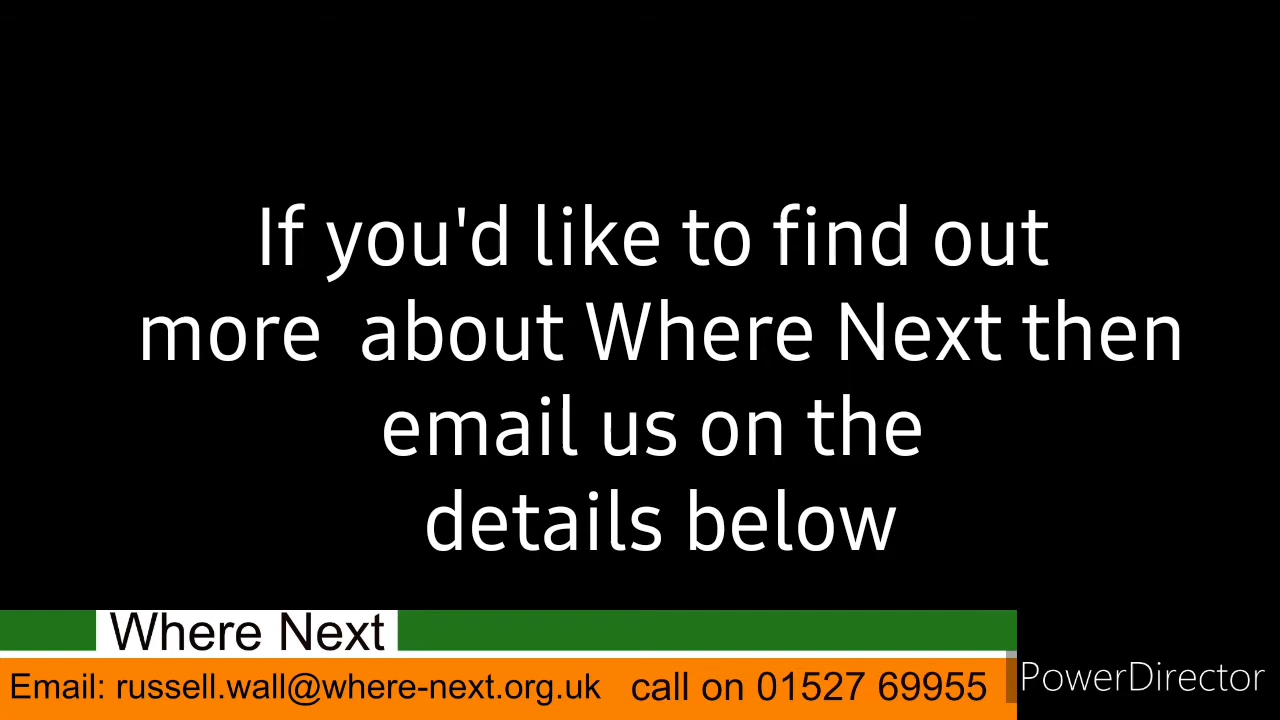 If you'd like to find out
more  about Where Next then
email us on the
details below
Where Next
Email: russell.wall@where-next.org.uk call on 01527 69955
PowerDirector